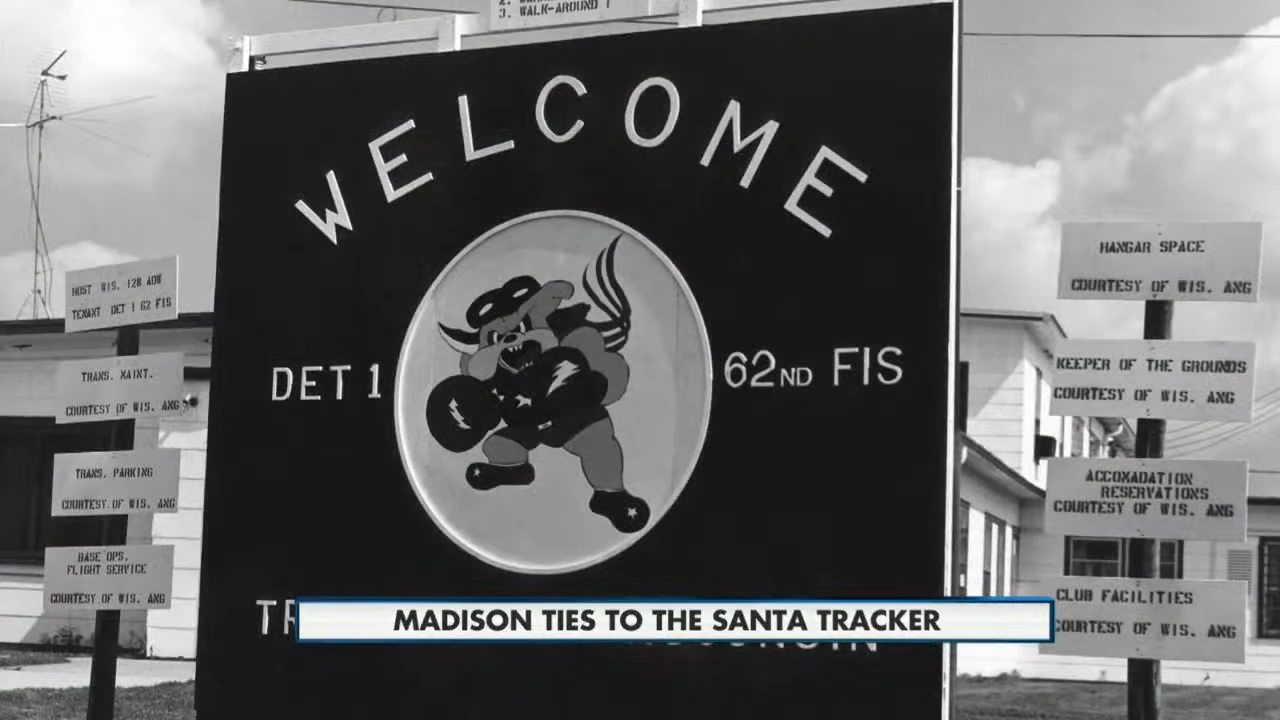 3. WALK-AROUND
WELCOME
DET 1
62ND FIS
HOST WIS. 128 ADW
TENANT DET 1 62 FIS
TRANS. MAINT.
COURTESY OF WIS. ANG
TRANS. PARKING
COURTESY OF WIS. ANG
BASE OPS.
FLIGHT SERVICE
COURTESY OF WIS. ANG
HANGAR SPACE
COURTESY OF WIS. ANG
KEEPER OF THE GROUNDS
COURTESY OF WIS. ANG
ACCOMADATION
RESERVATIONS
COURTESY OF WIS. ANG
CLUB FACILITIES
COURTESY OF WIS. ANG
MADISON TIES TO THE SANTA TRACKER